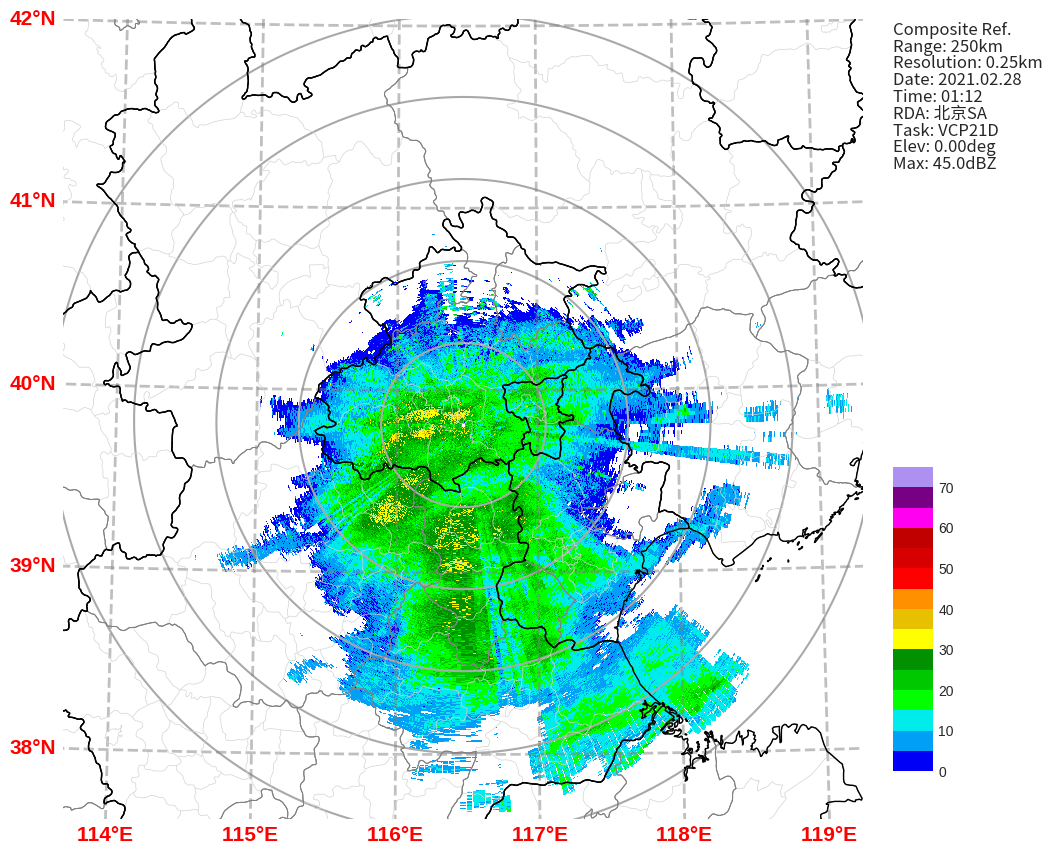 42°N
Composite Ref.
Range: 250km
Resolution: 0.25km
Date: 2021.02.28
Time: 01:12
RDA: 北京SA
Task: VCP21D
Elev: 0.00deg
Max: 45.0dBZ
41°N
40°N
39°N
38°N
70
60
50
40
30
20
10
0
114°E 115°E 116°E 117°E 118°E 119°E